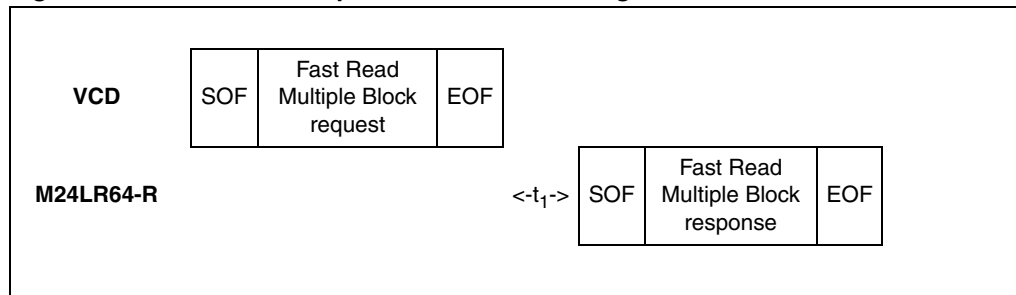 VCD
SOF
Fast Read
Multiple Block
request
EOF
M24LR64-R
<-t1->
SOF
Fast Read
Multiple Block
response
EOF